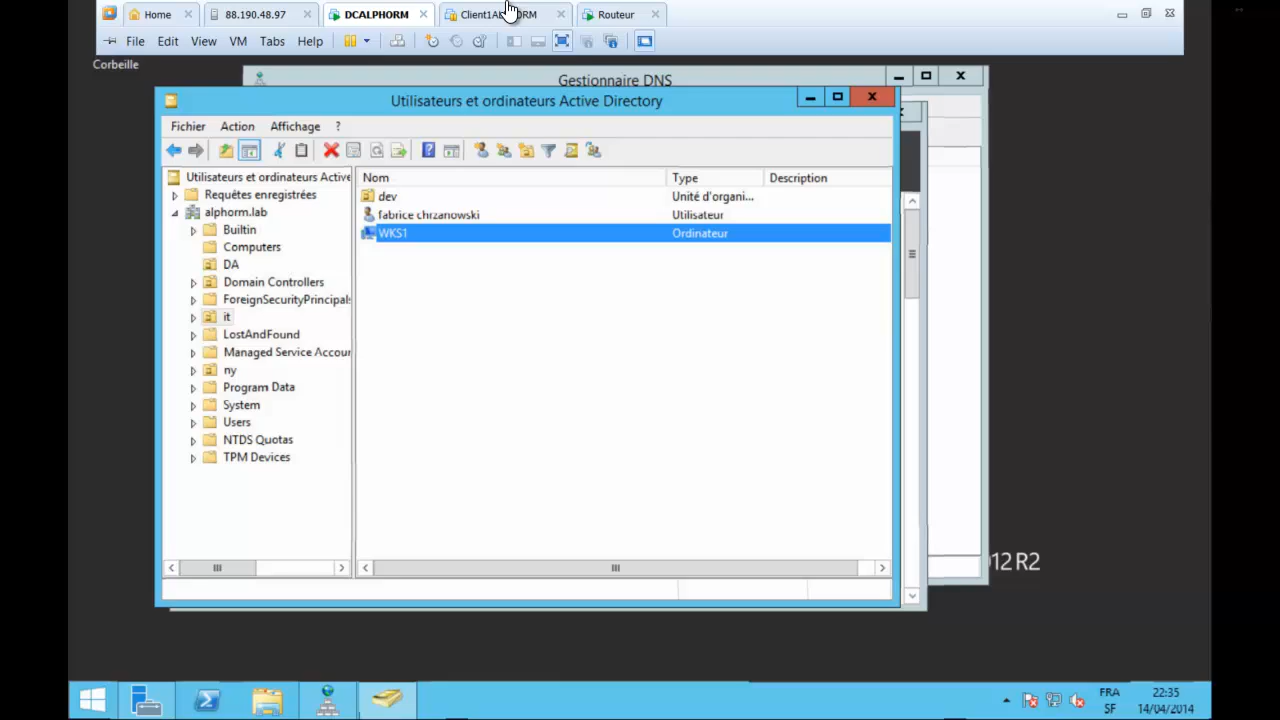 Home
88.190.48.97
DCALPHORM
Client1AL
ORM
Routeur
File Edit View VM Tabs Help
Corbeille
Gestionnaire DNS
Utilisateurs et ordinateurs Active Directory
Fichier Action Affichage ?
Utilisateurs et ordinateurs Active
Requêtes enregistrées
alphorm.lab
Builtin
Computers
DA
Domain Controllers
ForeignSecurityPrincipals
it
LostAndFound
Managed Service Accour
ny
Program Data
System
Users
NTDS Quotas
TPM Devices
Nom Type Description
dev Unité d'organi...
fabrice chrzanowski Utilisateur
WKS1 Ordinateur
012 R2
FRA
SF
22:35
14/04/2014